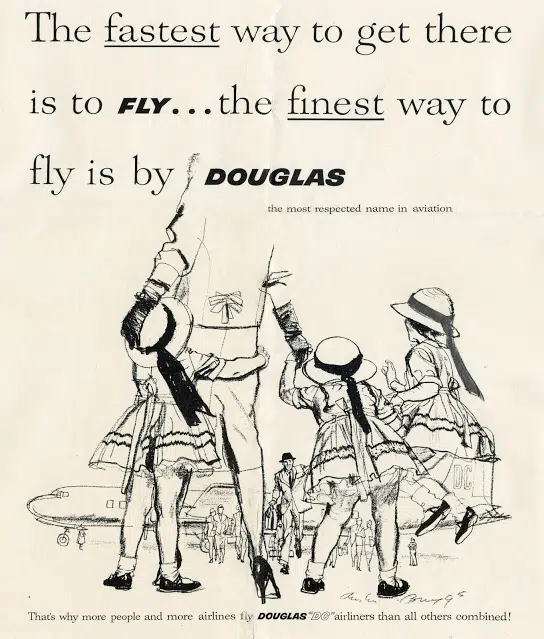 The fastest way to get there
is to FLY...the finest way to
fly is by DOUGLAS
the most respected name in aviation
DC
That's why more people and more airlines fly DOUGLAS "DC" airliners than all others combined!